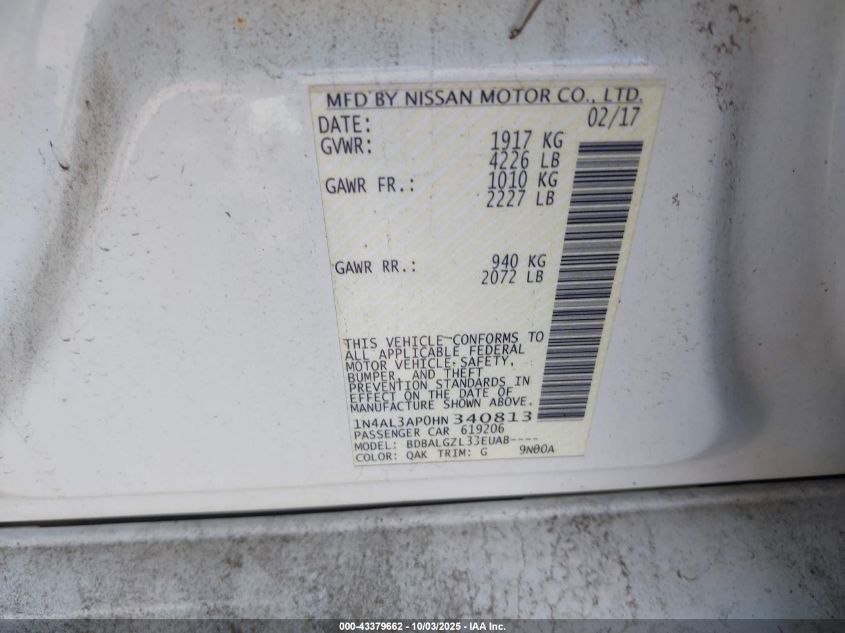 MFD BY NISSAN MOTOR CO., LTD.
DATE: 02/17
GVWR: 1917 KG
4226 LB
GAWR FR.: 1010 KG
2227 LB
GAWR RR.: 940 KG
2072 LB
THIS VEHICLE CONFORMS TO
ALL APPLICABLE FEDERAL
MOTOR VEHICLE SAFETY,
BUMPER, AND THEFT
PREVENTION STANDARDS IN
EFFECT ON THE DATE OF
MANUFACTURE SHOWN ABOVE.
1N4AL3AP0HN 340813
PASSENGER CAR 619206
MODEL: BDBALGZL33EUAB----
COLOR: QAK TRIM: G 9N00A
000-43379662 - 10/03/2025 - IAA Inc.